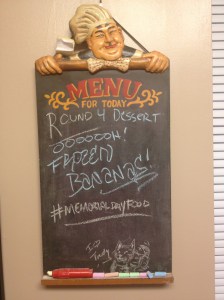 MENU
FOR TODAY
ROUND 4 DESSERT
OOOOOOH!
FROZEN
BANANAS!
#MEMORIALDAYFOOD